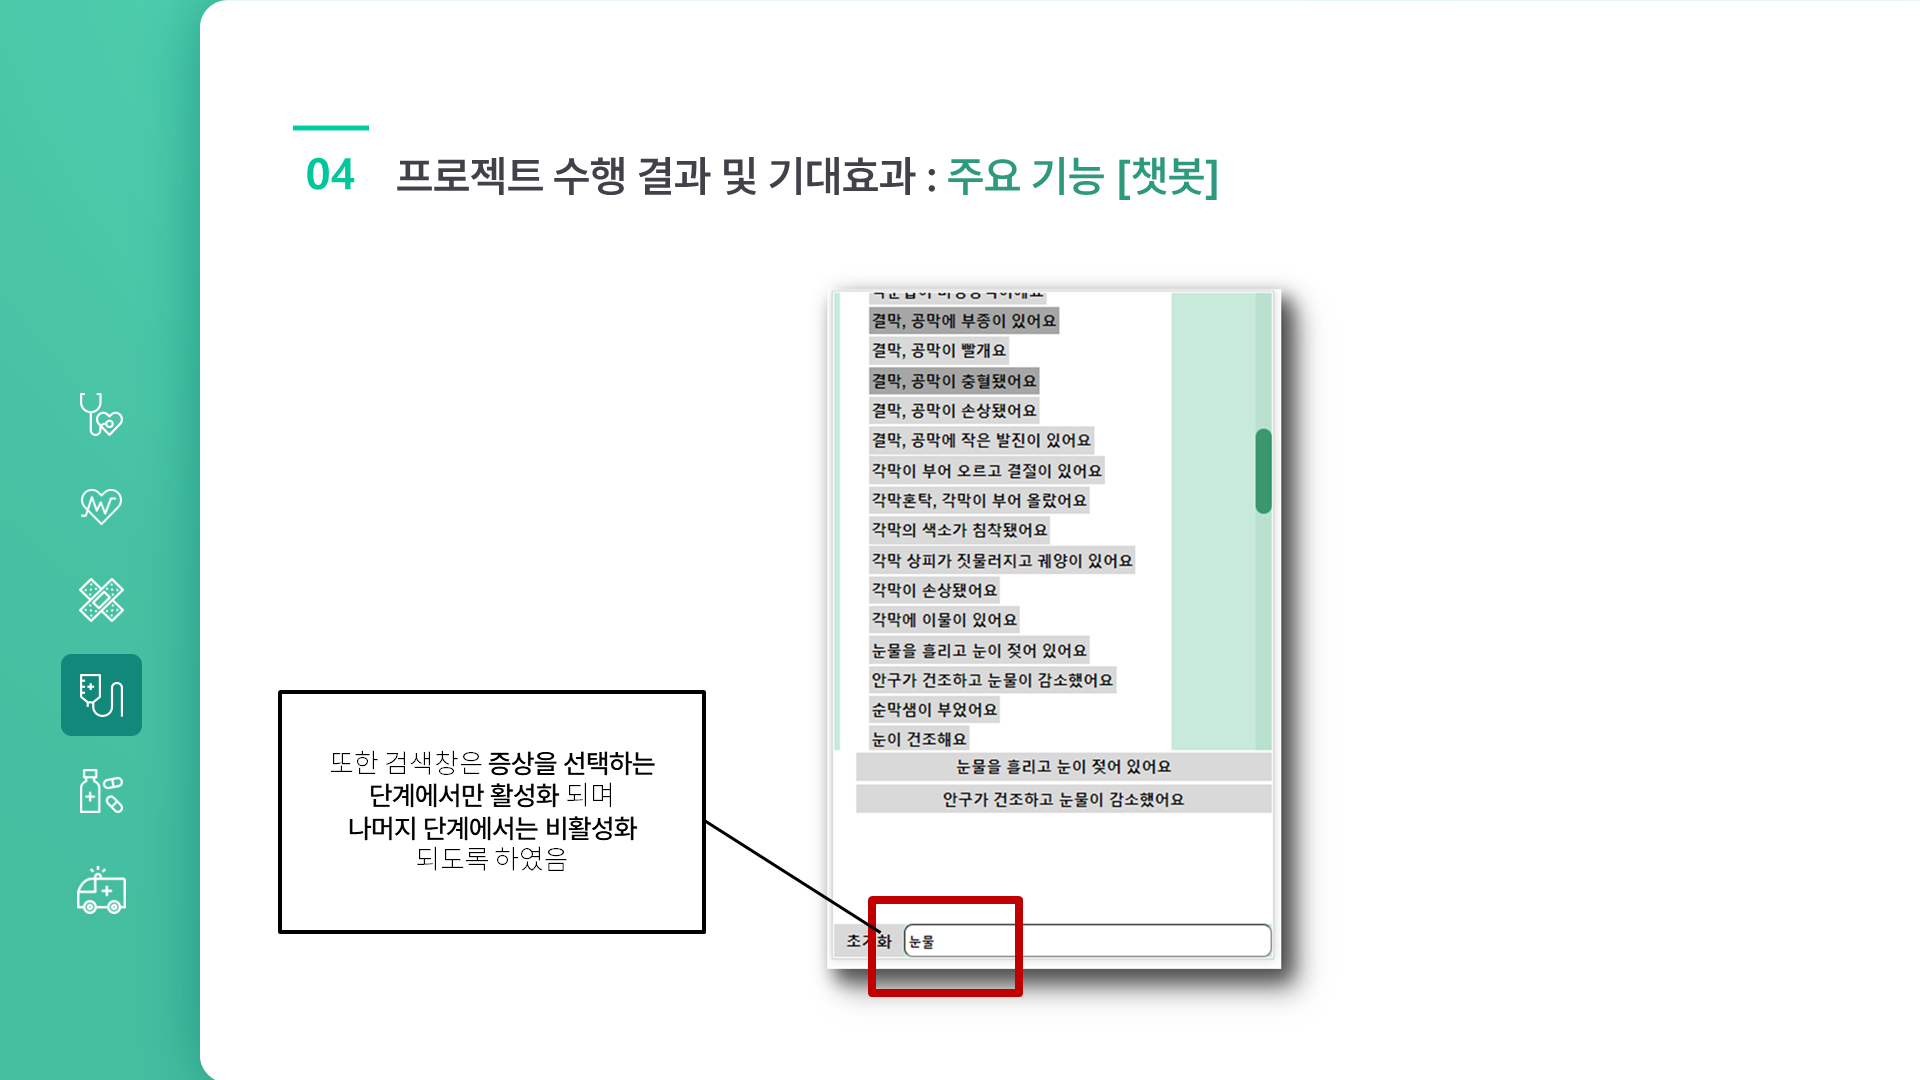 04 프로젝트 수행 결과 및 기대효과 : 주요 기능 [챗봇]
결막, 공막에 부종이 있어요
결막, 공막이 빨개요
결막, 공막이 충혈됐어요
결막, 공막이 손상됐어요
결막, 공막에 작은 발진이 있어요
각막이 부어 오르고 결절이 있어요
각막혼탁, 각막이 부어 올랐어요
각막의 색소가 침착됐어요
각막 상피가 짓물러지고 궤양이 있어요
각막이 손상됐어요
각막에 이물이 있어요
눈물을 흘리고 눈이 젖어 있어요
안구가 건조하고 눈물이 감소했어요
순막샘이 부었어요
눈이 건조해요
눈물을 흘리고 눈이 젖어 있어요
안구가 건조하고 눈물이 감소했어요
초기화 눈물
또한 검색창은 증상을 선택하는
단계에서만 활성화 되며
나머지 단계에서는 비활성화
되도록 하였음